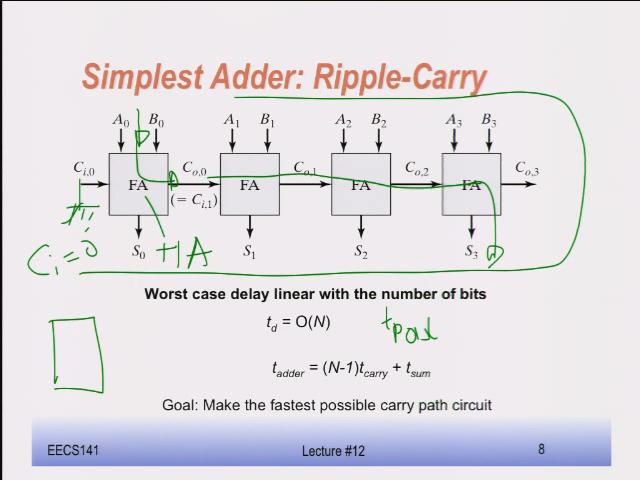 Simplest Adder: Ripple-Carry
A0 B0 A1 B1 A2 B2 A3 B3
Ci,0 FA Co,0 FA Co,1 FA Co,2 FA Co,3
(= Ci,1)
S0 S1 S2 S3
Ci = 0
HA
Worst case delay linear with the number of bits
td = O(N)
tadder = (N-1)tcarry + tsum
Goal: Make the fastest possible carry path circuit
EECS141 Lecture #12 8